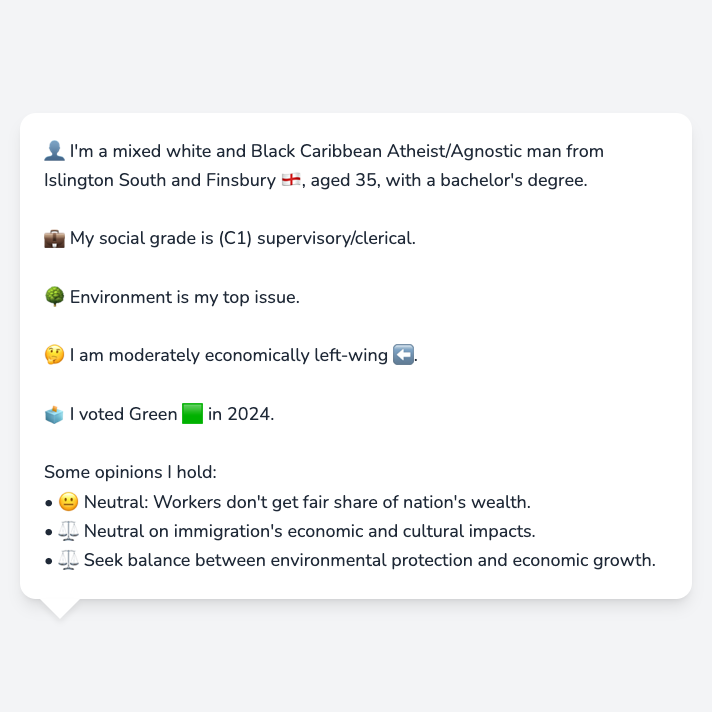 👤 I'm a mixed white and Black Caribbean Atheist/Agnostic man from
Islington South and Finsbury 🏴󠁧󠁢󠁥󠁮󠁧󠁿, aged 35, with a bachelor's degree.
💼 My social grade is (C1) supervisory/clerical.
🌳 Environment is my top issue.
🤔 I am moderately economically left-wing ⬅️.
🗳️ I voted Green 🟩 in 2024.
Some opinions I hold:
• 😐 Neutral: Workers don't get fair share of nation's wealth.
• ⚖️ Neutral on immigration's economic and cultural impacts.
• ⚖️ Seek balance between environmental protection and economic growth.